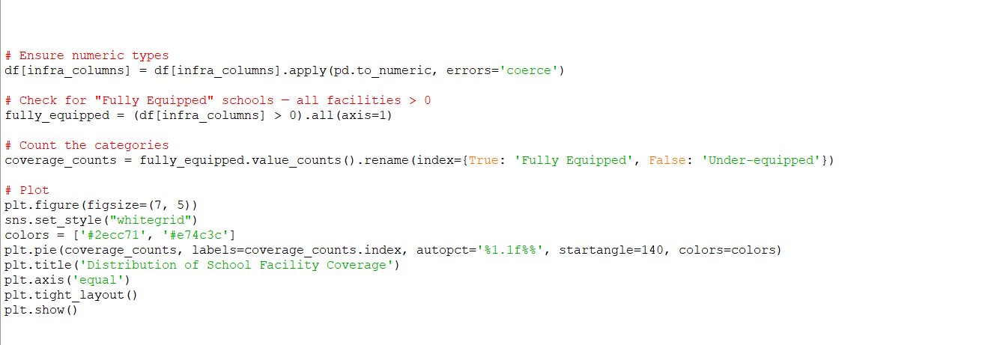 # Ensure numeric types
df[infra_columns] = df[infra_columns].apply(pd.to_numeric, errors='coerce')
# Check for "Fully Equipped" schools — all facilities > 0
fully_equipped = (df[infra_columns] > 0).all(axis=1)
# Count the categories
coverage_counts = fully_equipped.value_counts().rename(index={True: 'Fully Equipped', False: 'Under-equipped'})
# Plot
plt.figure(figsize=(7, 5))
sns.set_style("whitegrid")
colors = ['#2ecc71', '#e74c3c']
plt.pie(coverage_counts, labels=coverage_counts.index, autopct='%1.1f%%', startangle=140, colors=colors)
plt.title('Distribution of School Facility Coverage')
plt.axis('equal')
plt.tight_layout()
plt.show()